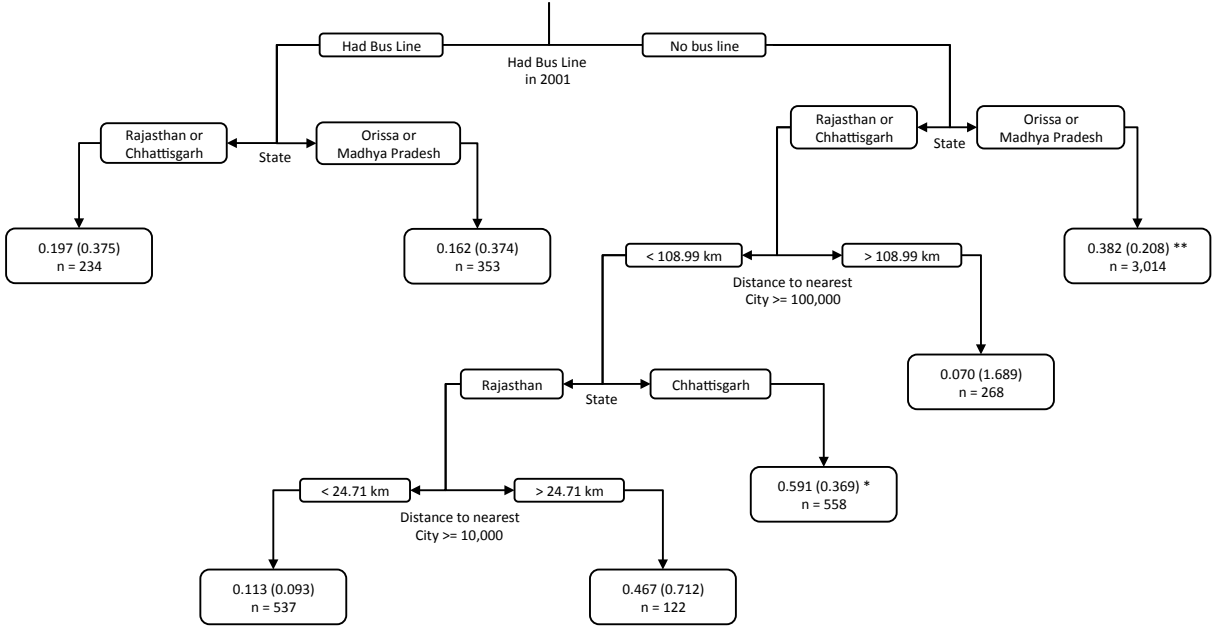 Had Bus Line
No bus line
Had Bus Line
in 2001
Rajasthan or
Chhattisgarh
State
Orissa or
Madhya Pradesh
Rajasthan or
Chhattisgarh
State
Orissa or
Madhya Pradesh
0.197 (0.375)
n = 234
0.162 (0.374)
n = 353
0.382 (0.208) **
n = 3,014
< 108.99 km
> 108.99 km
Distance to nearest
City >= 100,000
0.070 (1.689)
n = 268
Rajasthan
State
Chhattisgarh
0.591 (0.369) *
n = 558
< 24.71 km
> 24.71 km
Distance to nearest
City >= 10,000
0.113 (0.093)
n = 537
0.467 (0.712)
n = 122